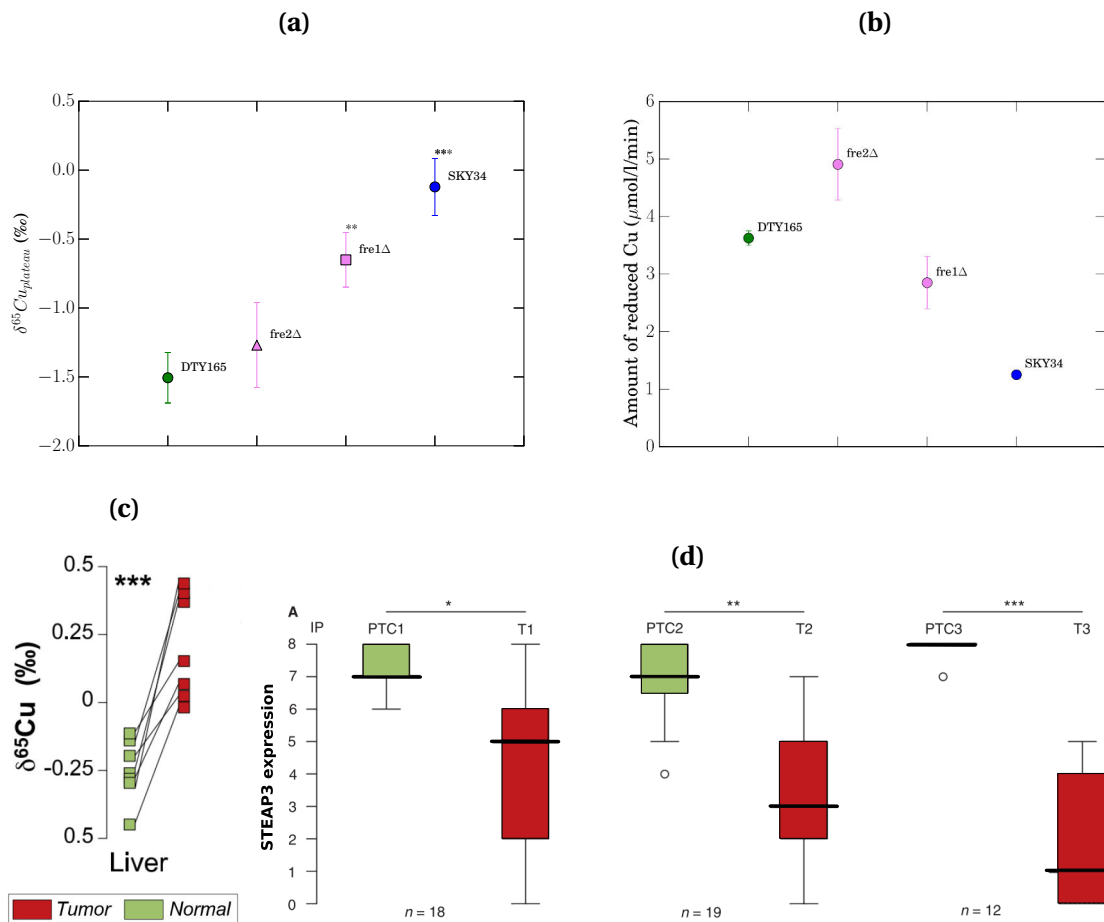 (a)
0.5
0.0
−0.5
−1.0
−1.5
−2.0
δ⁶⁵Cu_plateau (‰)
DTY165
fre2Δ
**
fre1Δ
***
SKY34
(b)
6
5
4
3
2
1
0
Amount of reduced Cu (μmol/l/min)
DTY165
fre2Δ
fre1Δ
SKY34
(c)
0.5
0.25
0
-0.25
0.5
δ⁶⁵Cu (‰)
***
Liver
Tumor Normal
(d)
A
IP
* ** ***
PTC1 T1 PTC2 T2 PTC3 T3
8
7
6
5
4
3
2
1
0
STEAP3 expression
n = 18 n = 19 n = 12